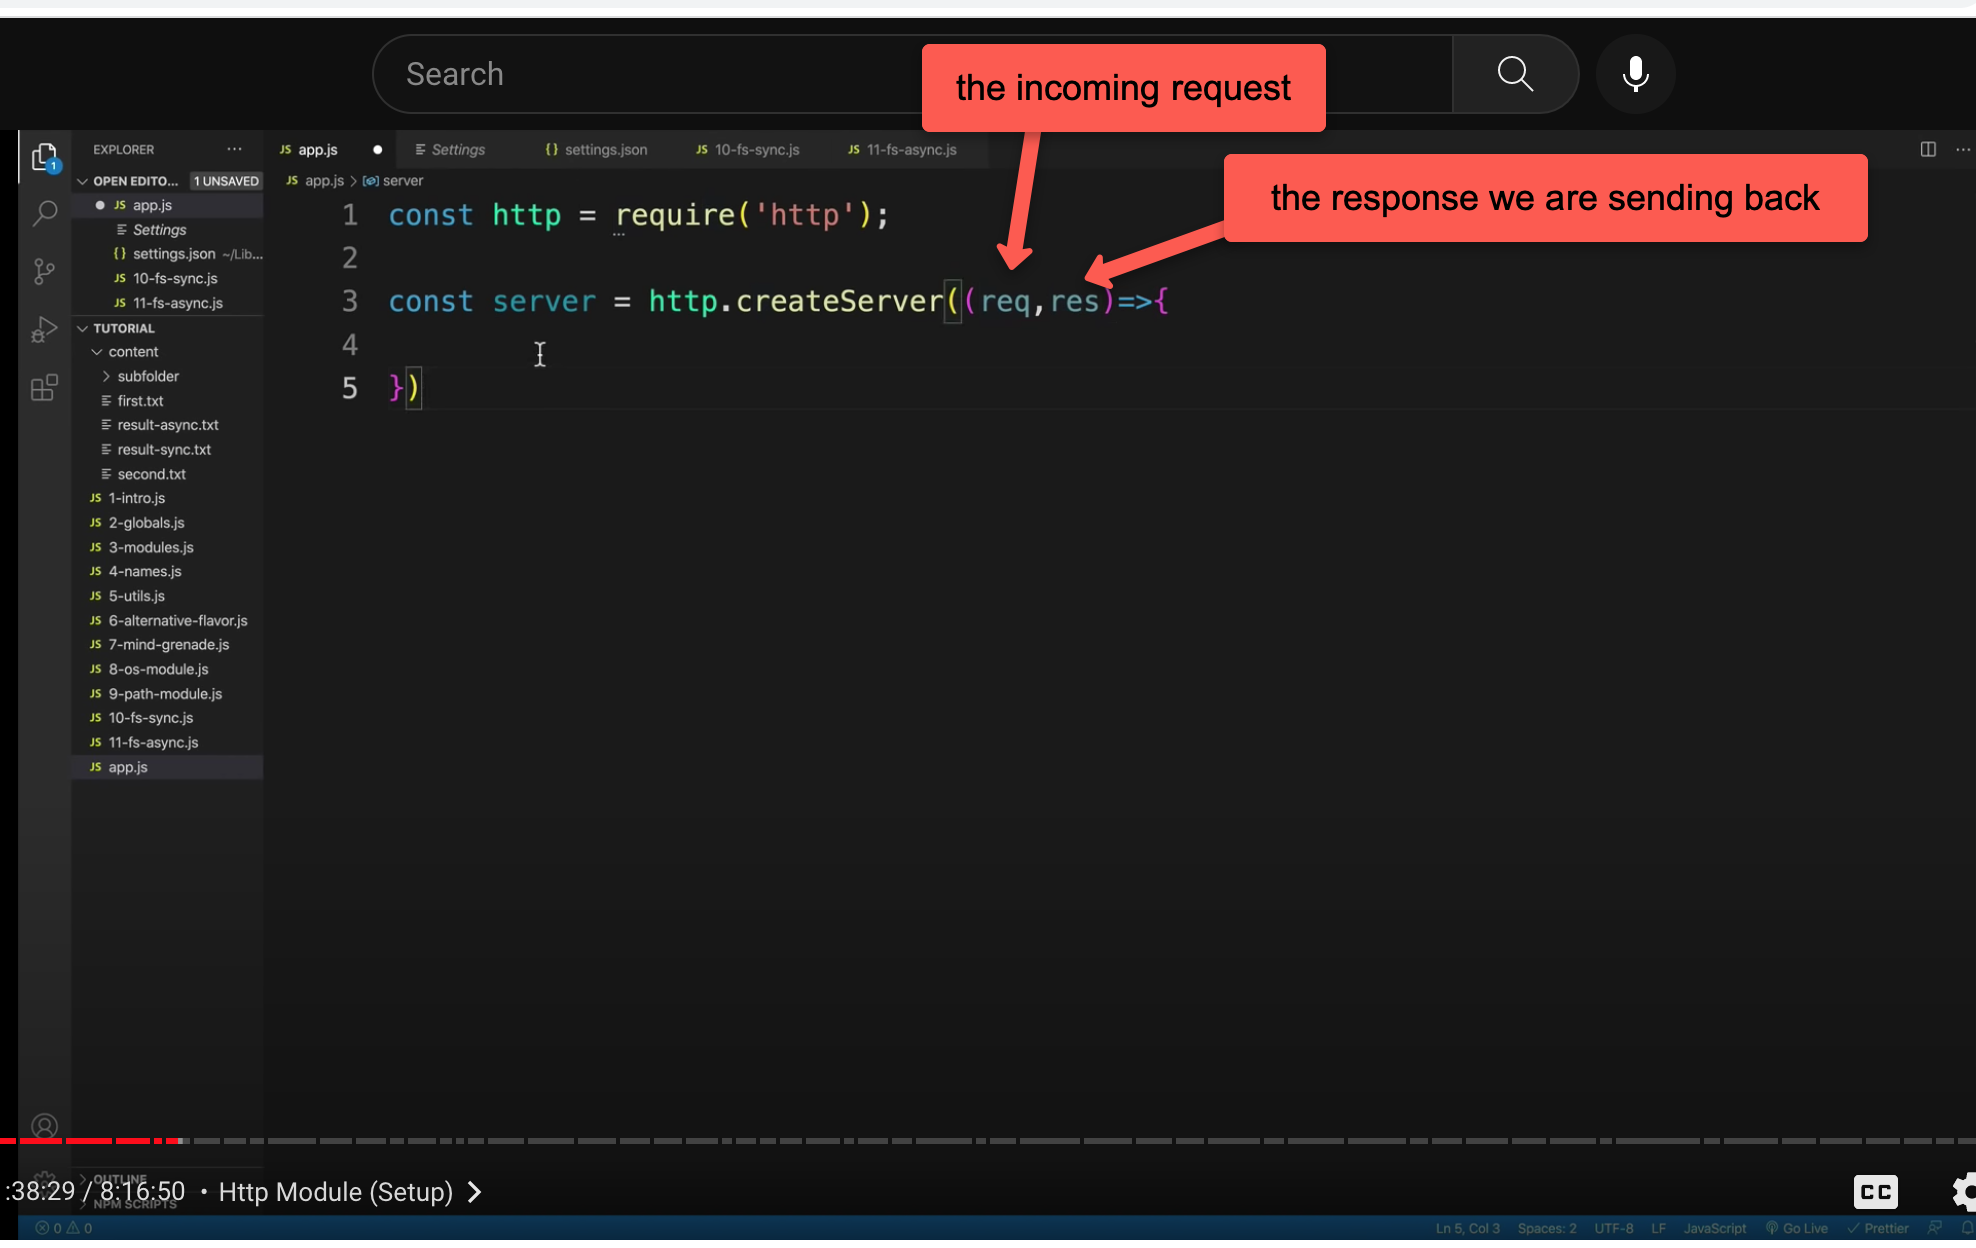 Search
the incoming request
the response we are sending back
EXPLORER ...
JS app.js ● Settings {} settings.json JS 10-fs-sync.js JS 11-fs-async.js
OPEN EDITO... 1 UNSAVED
JS app.js > server
● JS app.js
Settings
{} settings.json ~/Lib...
JS 10-fs-sync.js
JS 11-fs-async.js
1 const http = require('http');
2
3 const server = http.createServer((req,res)=>{
4
5 })
TUTORIAL
content
subfolder
first.txt
result-async.txt
result-sync.txt
second.txt
JS 1-intro.js
JS 2-globals.js
JS 3-modules.js
JS 4-names.js
JS 5-utils.js
JS 6-alternative-flavor.js
JS 7-mind-grenade.js
JS 8-os-module.js
JS 9-path-module.js
JS 10-fs-sync.js
JS 11-fs-async.js
JS app.js
OUTLINE
:38:29 / 8:16:50 • Http Module (Setup) >
CC
NPM SCRIPTS
0 0
Ln 5, Col 3 Spaces: 2 UTF-8 LF JavaScript Go Live Prettier